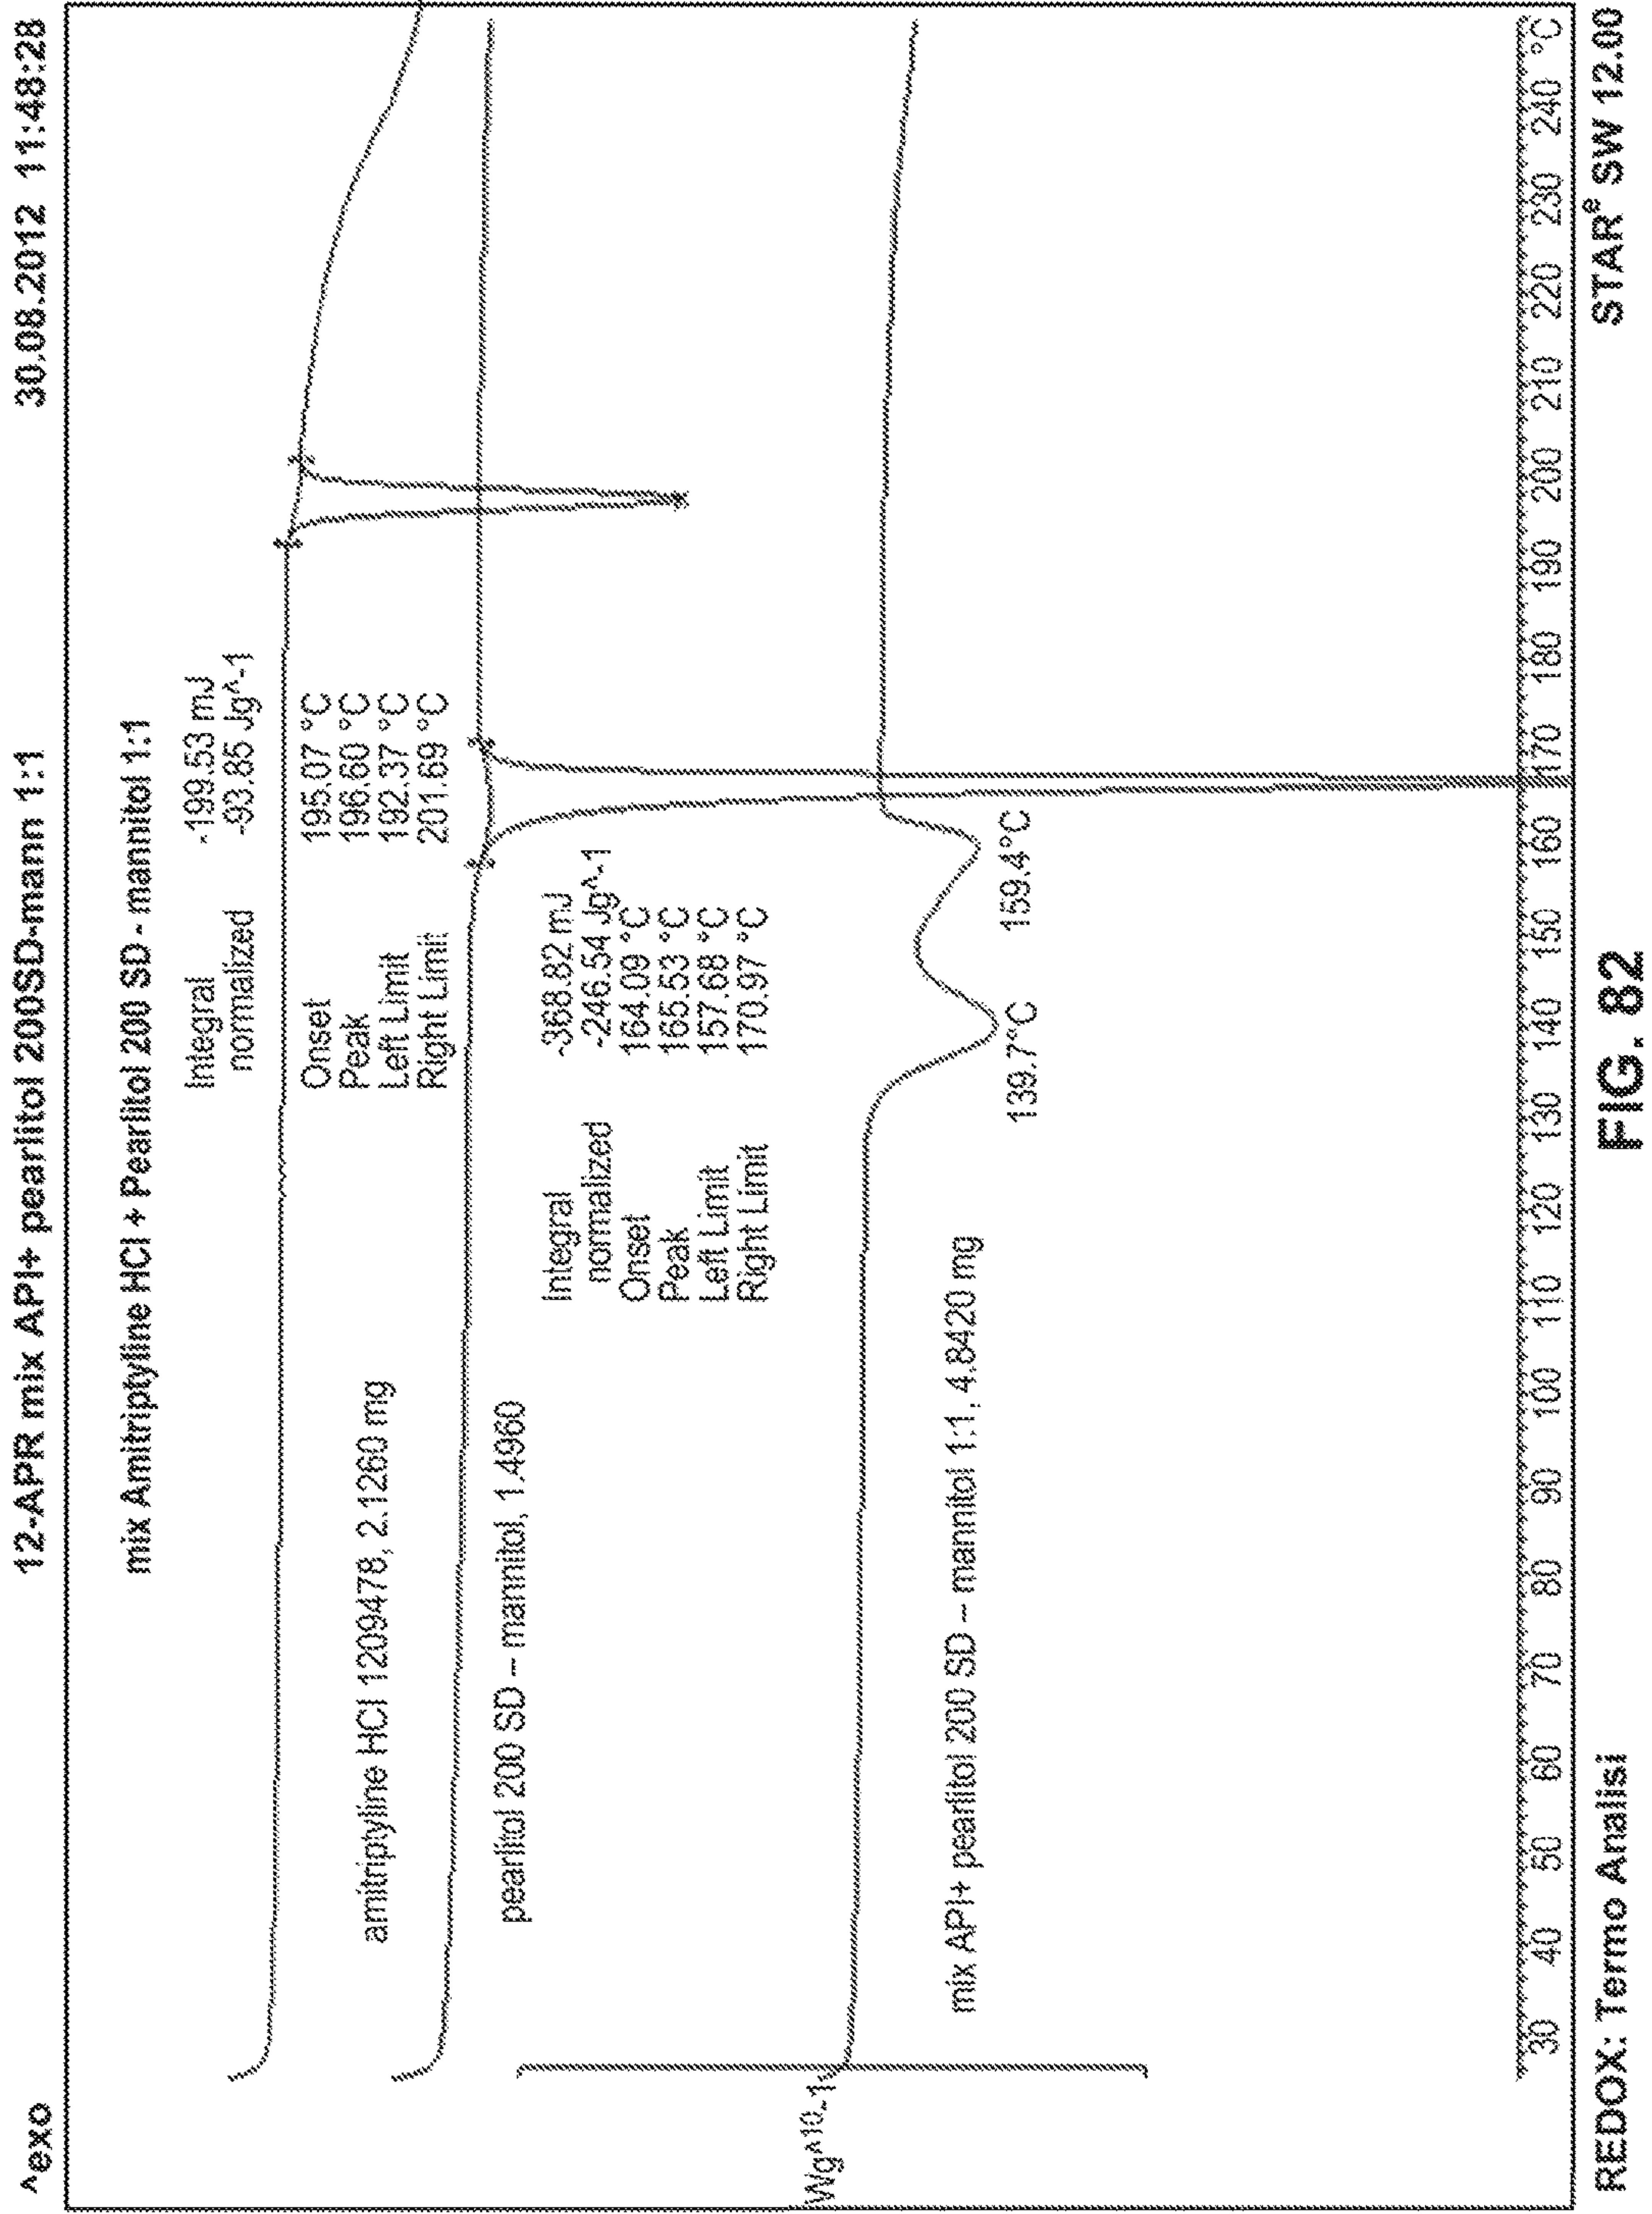 12-APR mix API+ pearlitol 200SD-mann 1:1
30.08.2012 11:48:28
^exo
mix Amitriptyline HCl + Pearlitol 200 SD - mannitol 1:1
Integral -199.53 mJ
normalized -93.85 Jg^-1
Onset 195.07 °C
Peak 196.60 °C
Left Limit 192.37 °C
Right Limit 201.69 °C
amitriptyline HCl 1209478, 2.1260 mg
pearlitol 200 SD – mannitol, 1.4960
Integral -368.82 mJ
normalized -246.54 Jg^-1
Onset 164.09 °C
Peak 165.53 °C
Left Limit 157.68 °C
Right Limit 170.97 °C
Wg^10-1
mix API+ pearlitol 200 SD – mannitol 1:1, 4.8420 mg
139.7°C
159.4°C
30 40 50 60 70 80 90 100 110 120 130 140 150 160 170 180 190 200 210 220 230 240 °C
REDOX: Termo Analisi
STARe SW 12.00
FIG. 82